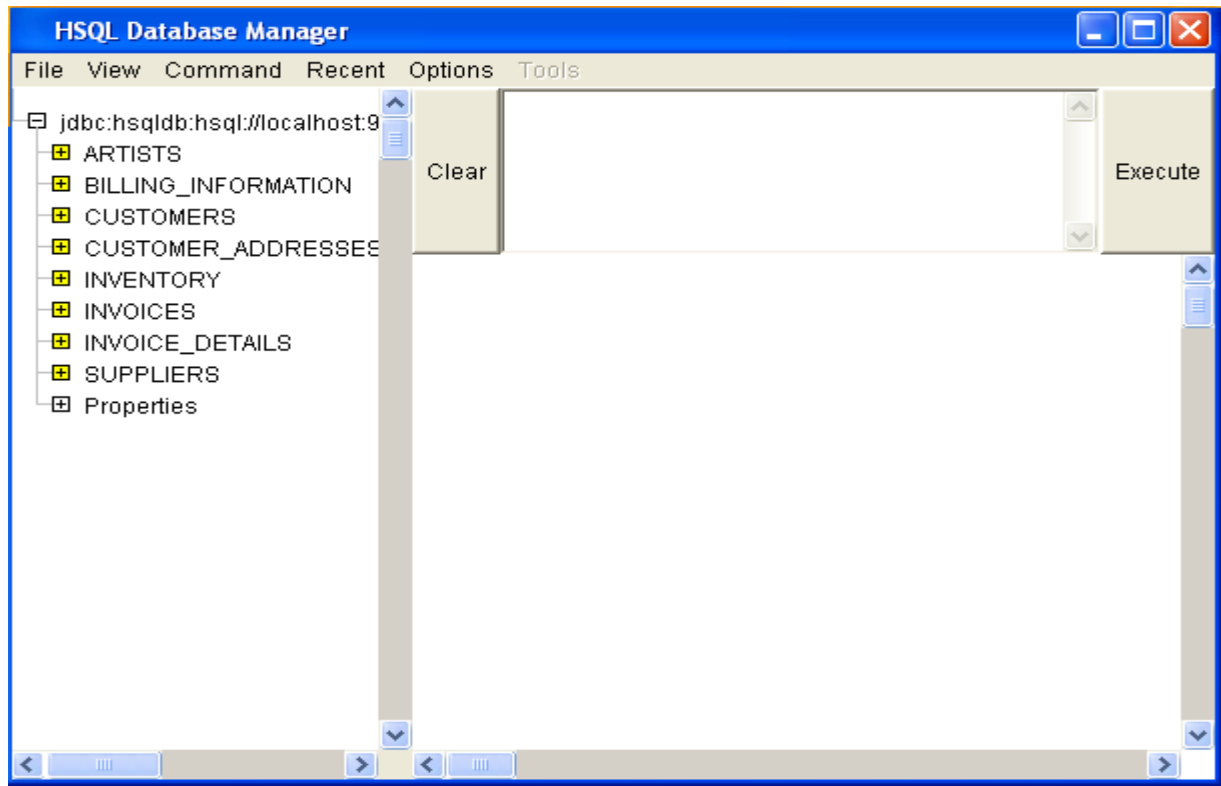 HSQL Database Manager
File View Command Recent Options Tools
jdbc:hsqldb:hsql://localhost:9
ARTISTS
BILLING_INFORMATION
CUSTOMERS
CUSTOMER_ADDRESSES
INVENTORY
INVOICES
INVOICE_DETAILS
SUPPLIERS
Properties
Clear
Execute